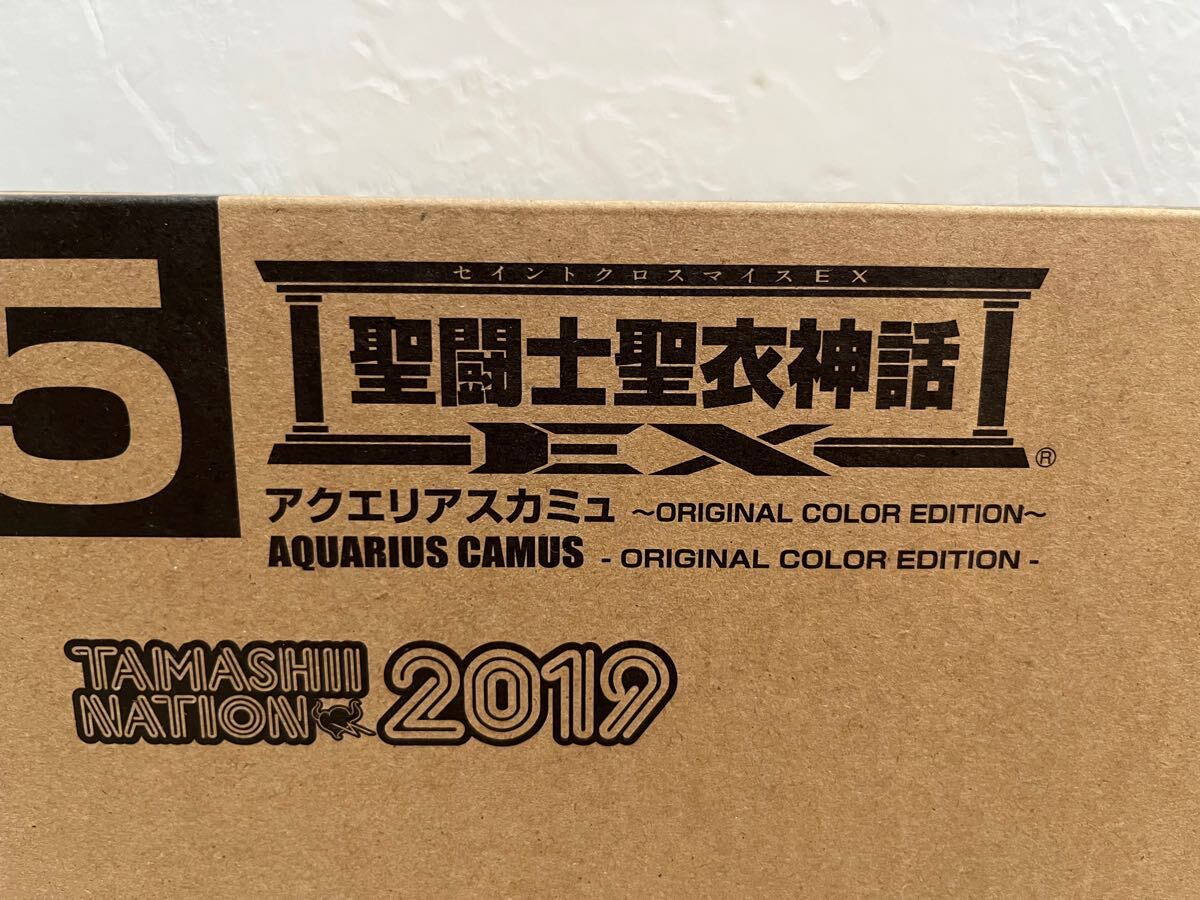 5
セイントクロスマイスEX
聖闘士聖衣神話
EX®
アクエリアスカミュ ～ORIGINAL COLOR EDITION～
AQUARIUS CAMUS - ORIGINAL COLOR EDITION -
TAMASHII
NATION 2019